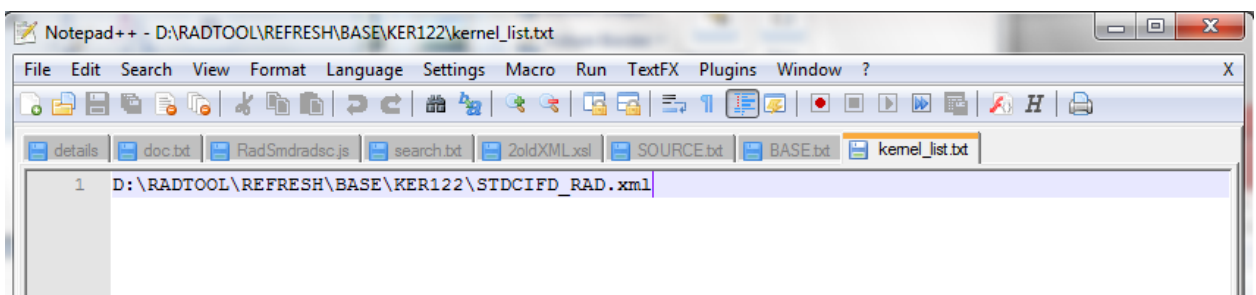 Notepad++ - D:\RADTOOL\REFRESH\BASE\KER122\kernel_list.txt
File Edit Search View Format Language Settings Macro Run TextFX Plugins Window ? X
details doc.txt RadSmdradsc.js search.txt 2oldXML.xsl SOURCE.txt BASE.txt kernel_list.txt
1 D:\RADTOOL\REFRESH\BASE\KER122\STDCIFD_RAD.xml